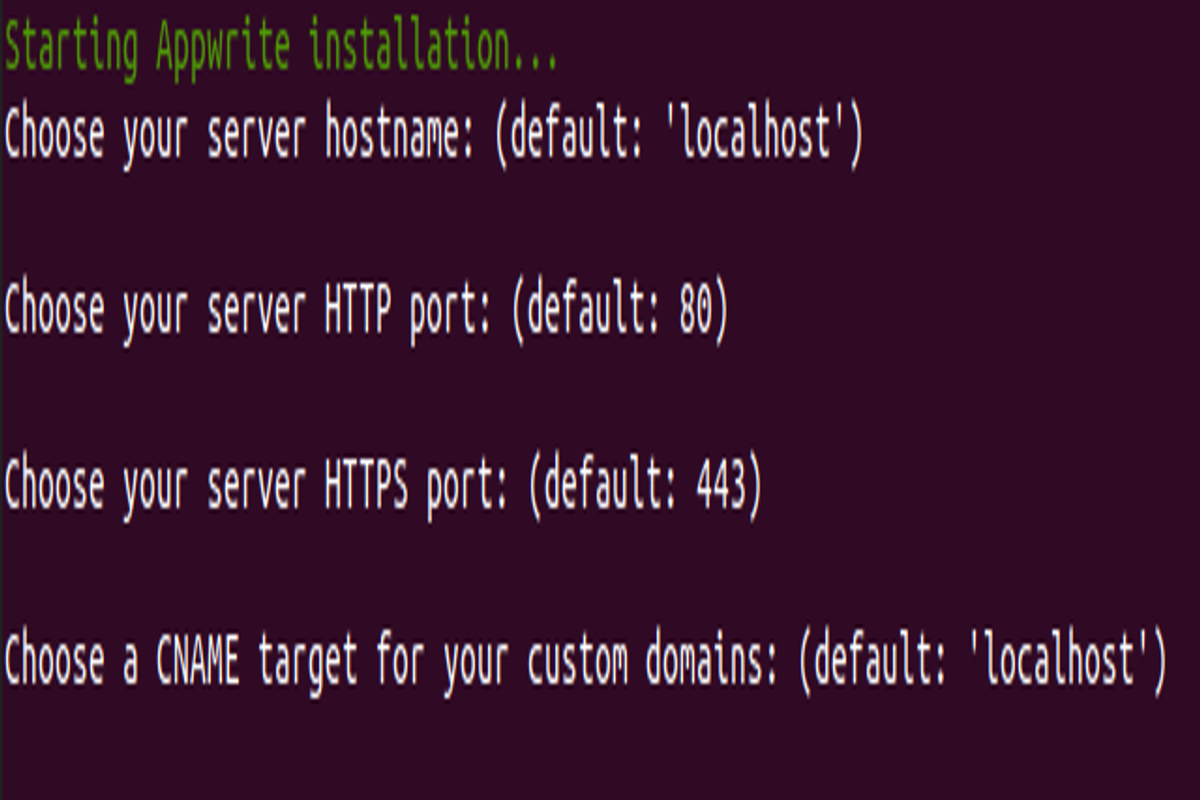 Starting Appwrite installation...
Choose your server hostname: (default: 'localhost')
Choose your server HTTP port: (default: 80)
Choose your server HTTPS port: (default: 443)
Choose a CNAME target for your custom domains: (default: 'localhost')